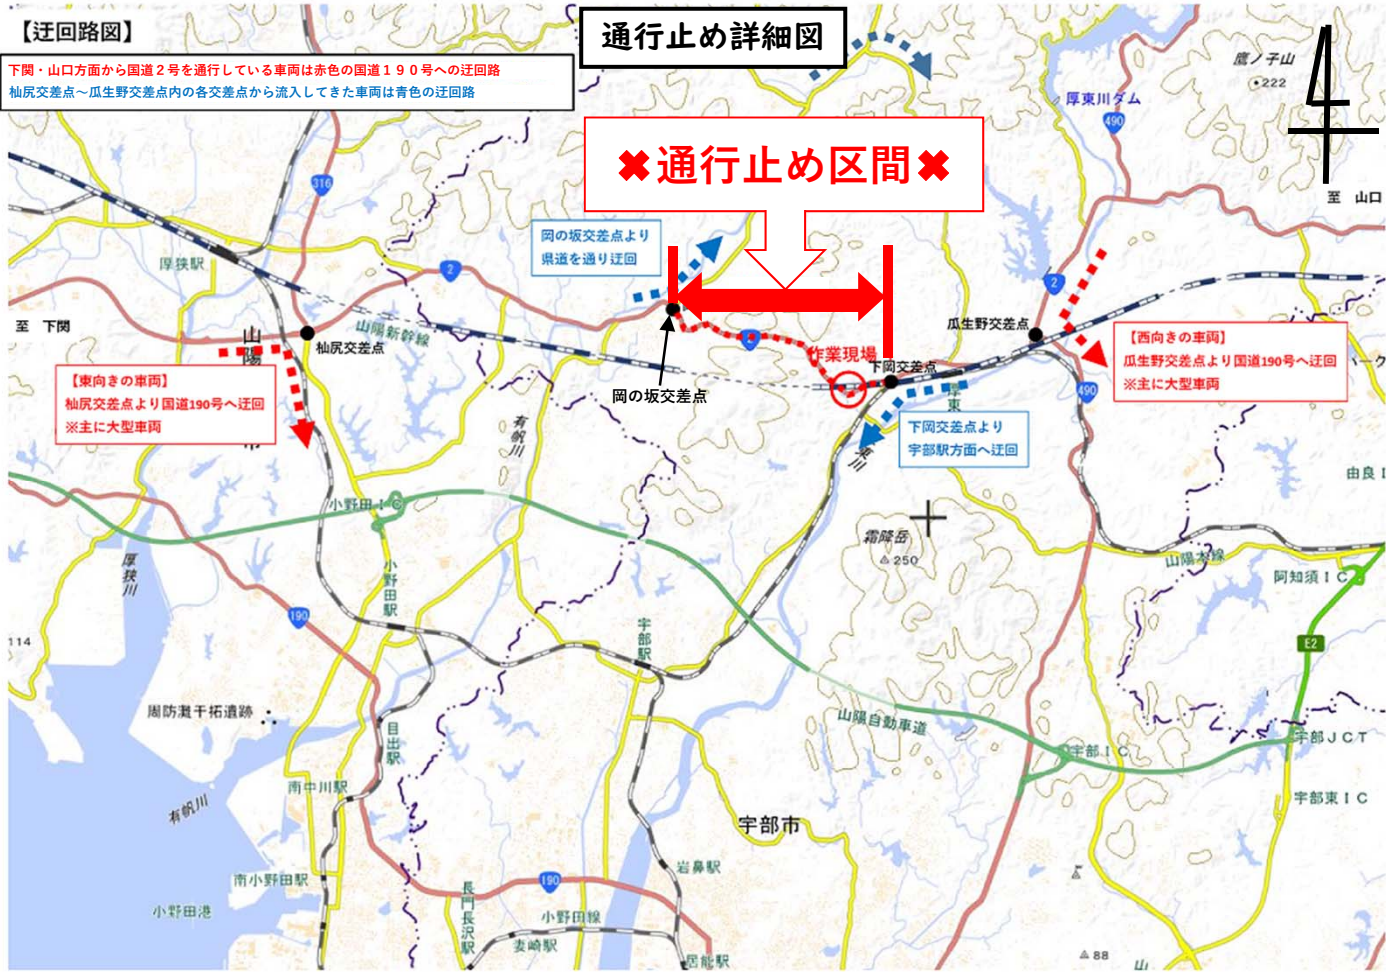 【迂回路図】
通行止め詳細図
下関・山口方面から国道２号を通行している車両は赤色の国道１９０号への迂回路
杣尻交差点～瓜生野交差点内の各交差点から流入してきた車両は青色の迂回路
鷹ノ子山
222
厚東川ダム
490
✖通行止め区間✖
316
至　山口
岡の坂交差点より
県道を通り迂回
厚狭駅
2
2
至　下関
山陽新幹線
杣尻交差点
瓜生野交差点
【西向きの車両】
瓜生野交差点より国道190号へ迂回
※主に大型車両
作業現場
下岡交差点
【東向きの車両】
杣尻交差点より国道190号へ迂回
※主に大型車両
岡の坂交差点
490
有帆川
下岡交差点より
宇部駅方面へ迂回
由良Ｉ
小野田ＩＣ
霜降岳
250
山陽本線
阿知須ＩＣ
厚狭川
小野田駅
190
宇部駅
114
E2
周防灘干拓遺跡
目出駅
山陽自動車道
宇部ＩＣ
宇部ＪＣＴ
南中川駅
有帆川
宇部東ＩＣ
宇部市
岩鼻駅
南小野田駅
190
小野田港
長門長沢駅
小野田線
妻崎駅
居能駅
88
山